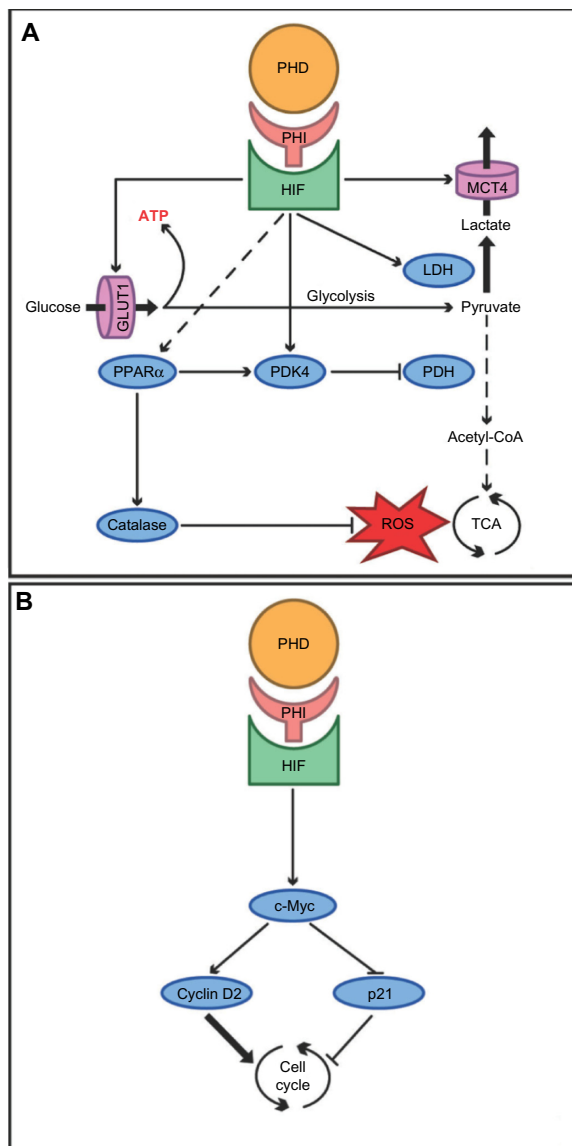 A
PHD
PHI
HIF
MCT4
ATP
Lactate
LDH
Glucose
GLUT1
Glycolysis
Pyruvate
PPARα
PDK4
PDH
Acetyl-CoA
Catalase
ROS
TCA
B
PHD
PHI
HIF
c-Myc
Cyclin D2
p21
Cell
cycle